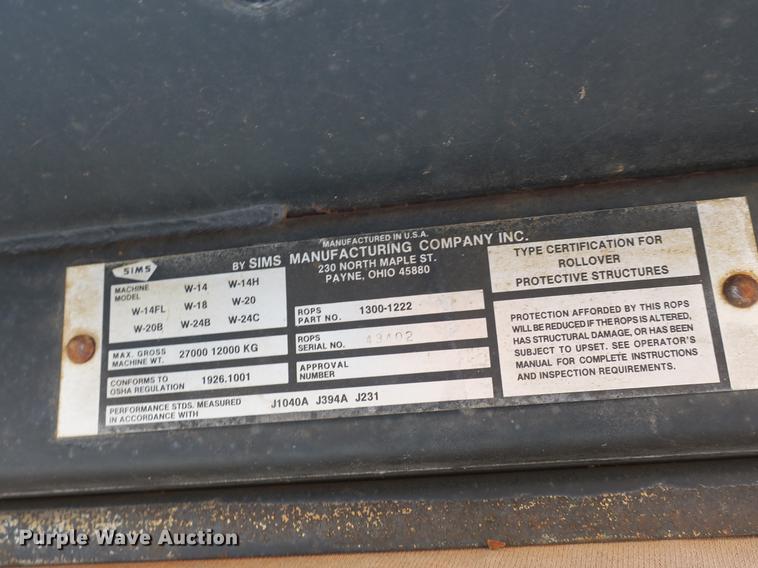 MANUFACTURED IN U.S.A.
SIMS
BY SIMS MANUFACTURING COMPANY INC.
230 NORTH MAPLE ST.
PAYNE, OHIO 45880
MACHINE MODEL
W-14 W-14H
W-14FL W-18 W-20
W-20B W-24B W-24C
MAX. GROSS
MACHINE WT. 27000 12000 KG
CONFORMS TO
OSHA REGULATION 1926.1001
PERFORMANCE STDS. MEASURED
IN ACCORDANCE WITH J1040A J394A J231
ROPS
PART NO. 1300-1222
ROPS
SERIAL NO.
APPROVAL
NUMBER
TYPE CERTIFICATION FOR
ROLLOVER
PROTECTIVE STRUCTURES
PROTECTION AFFORDED BY THIS ROPS
WILL BE REDUCED IF THE ROPS IS ALTERED,
HAS STRUCTURAL DAMAGE, OR HAS BEEN
SUBJECT TO UPSET. SEE OPERATOR'S
MANUAL FOR COMPLETE INSTRUCTIONS
AND INSPECTION REQUIREMENTS.
Purple Wave Auction